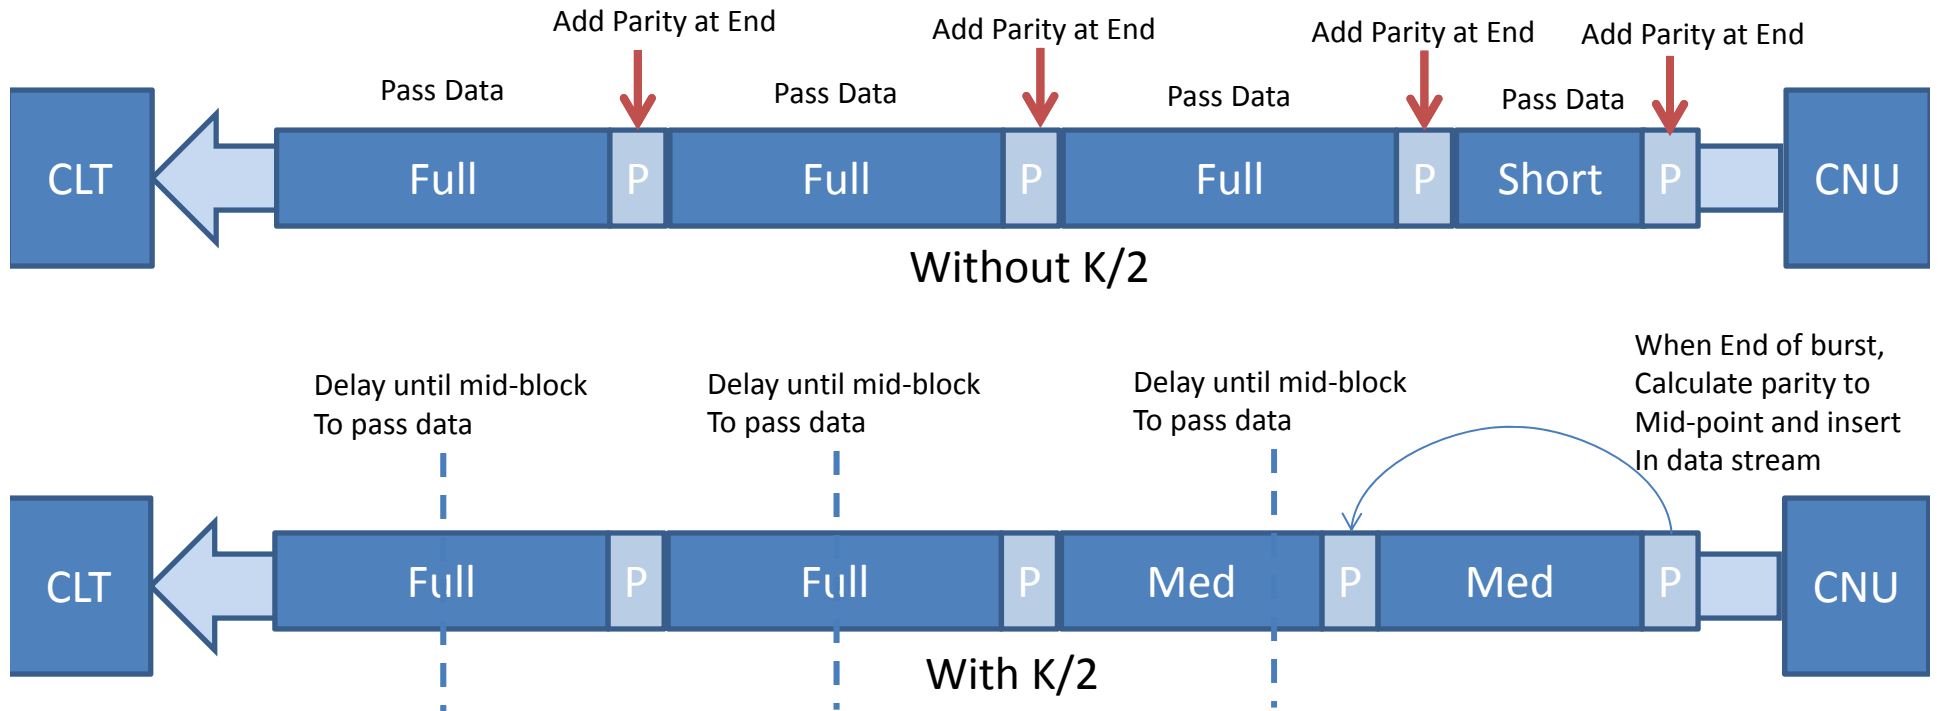 Add Parity at End
Add Parity at End
Add Parity at End
Add Parity at End
Pass Data
Pass Data
Pass Data
Pass Data
CLT
Full
P
Full
P
Full
P
Short
P
CNU
Without K/2
When End of burst,
Calculate parity to
Mid-point and insert
In data stream
Delay until mid-block
To pass data
Delay until mid-block
To pass data
Delay until mid-block
To pass data
CLT
Full
P
Full
P
Med
P
Med
P
CNU
With K/2